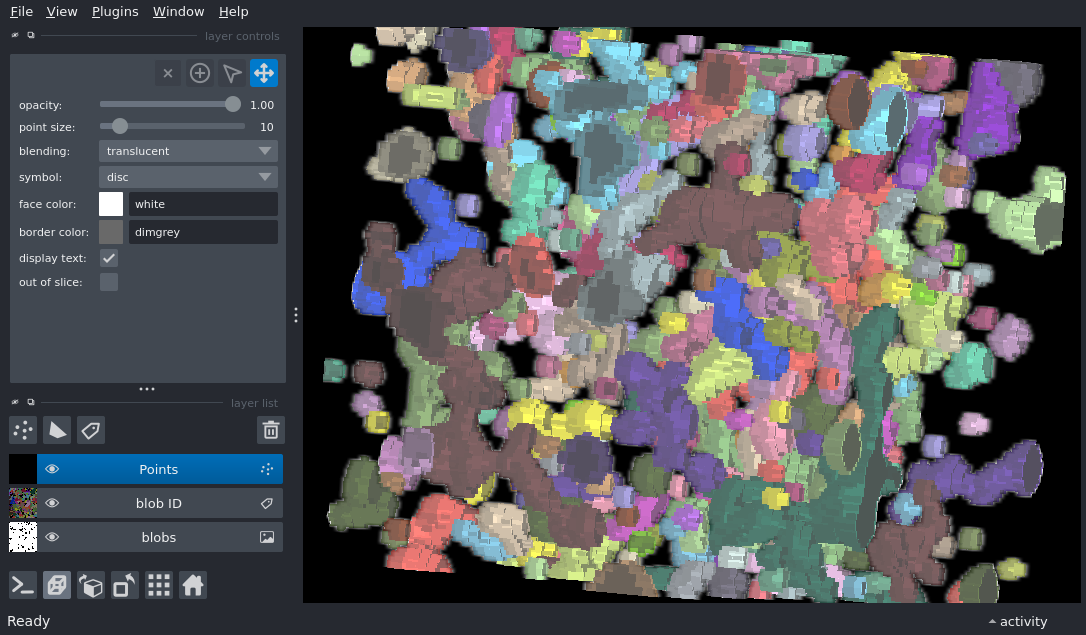 File View Plugins Window Help
layer controls
opacity: 1.00
point size: 10
blending: translucent
symbol: disc
face color: white
border color: dimgrey
display text:
out of slice:
layer list
Points
blob ID
blobs
Ready activity